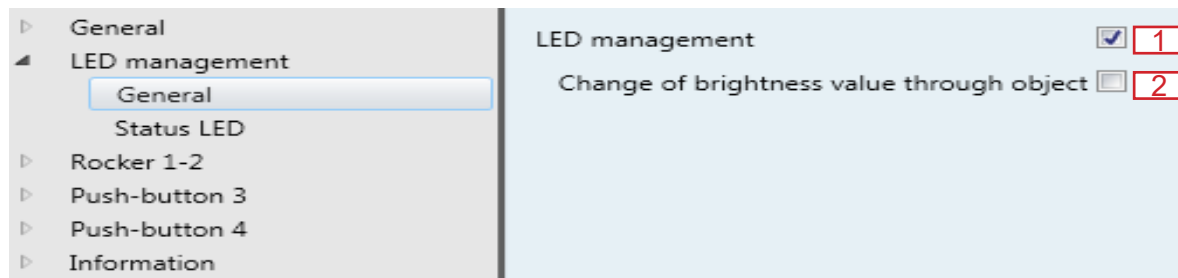 General
LED management
General
Status LED
Rocker 1-2
Push-button 3
Push-button 4
Information
LED management 1
Change of brightness value through object 2